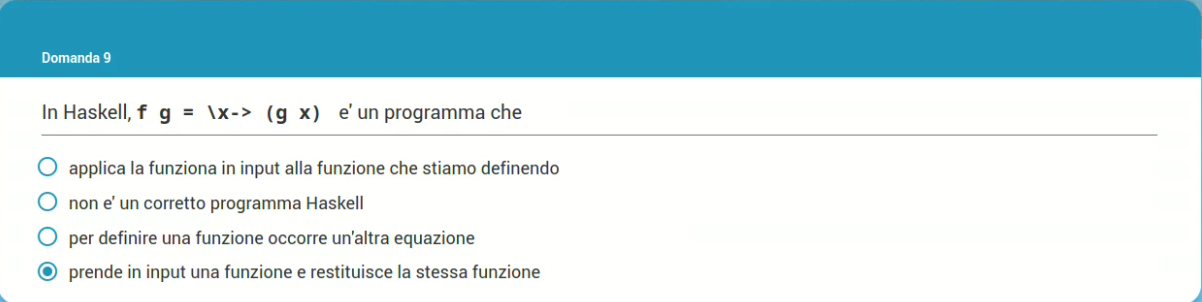 Domanda 9
In Haskell, f g = \x-> (g x) e' un programma che
applica la funziona in input alla funzione che stiamo definendo
non e' un corretto programma Haskell
per definire una funzione occorre un'altra equazione
prende in input una funzione e restituisce la stessa funzione